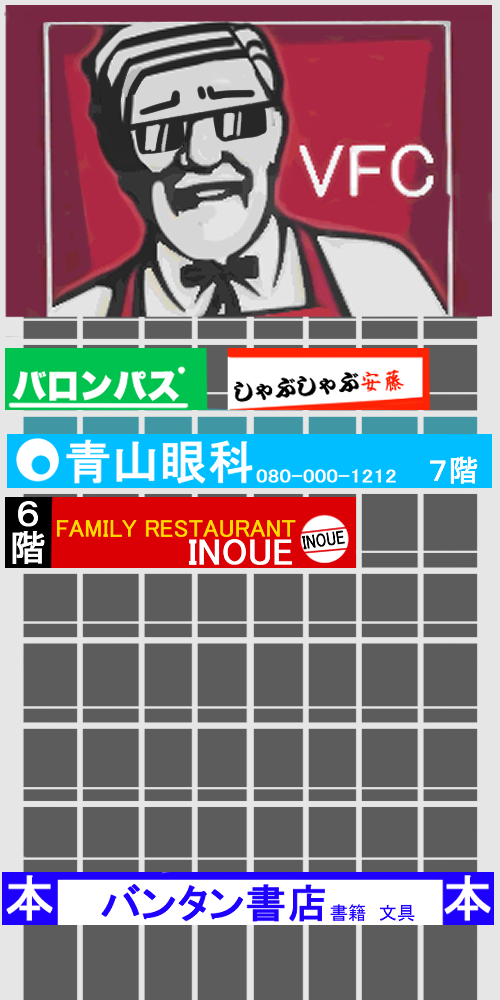 VFC
バロンパス
しゃぶしゃぶ安藤
青山眼科 080-000-1212 7階
6階
FAMILY RESTAURANT
INOUE
INOUE
本 バンタン書店 書籍 文具 本